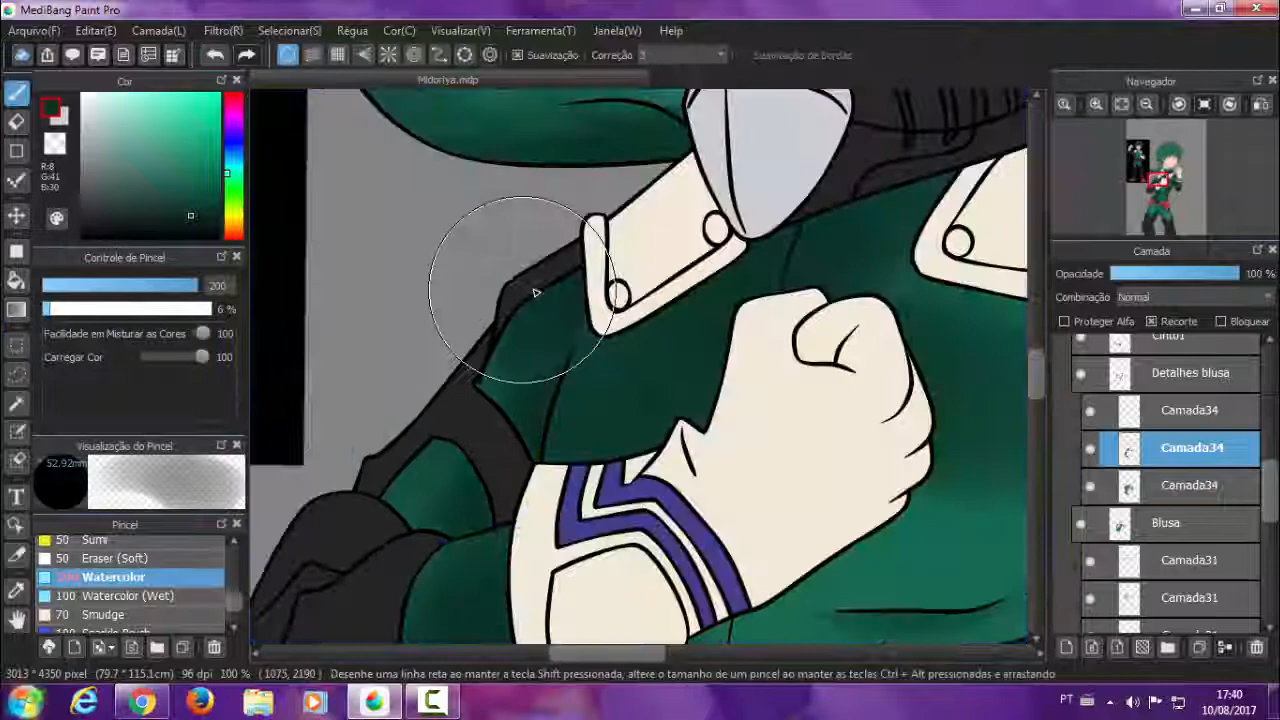 MediBang Paint Pro
Arquivo(F) Editar(E) Camada(L) Filtro(R) Selecionar(S) Régua Cor(C) Visualizar(V) Ferramenta(T) Janela(W) Help
Suavização Correção 3 Suavização de Bordas
Midoriya.mdp
Cor
R:8
G:41
B:30
Controle de Pincel
200
6 %
Facilidade em Misturar as Cores 100
Carregar Cor 100
Visualização do Pincel
52.92mm
Pincel
50 Sumi
50 Eraser (Soft)
200 Watercolor
100 Watercolor (Wet)
70 Smudge
Navegador
Camada
Opacidade 100 %
Combinação Normal
Proteger Alfa Recorte Bloquear
Cinto1
Detalhes blusa
Camada34
Camada34
Camada34
Blusa
Camada31
Camada31
3013 * 4350 pixel (79.7 * 115.1cm) 96 dpi 100 % ( 1075, 2190 ) Desenhe uma linha reta ao manter a tecla Shift pressionada, altere o tamanho de um pincel ao manter as teclas Ctrl + Alt pressionadas e arrastando
PT
17:40
10/08/2017